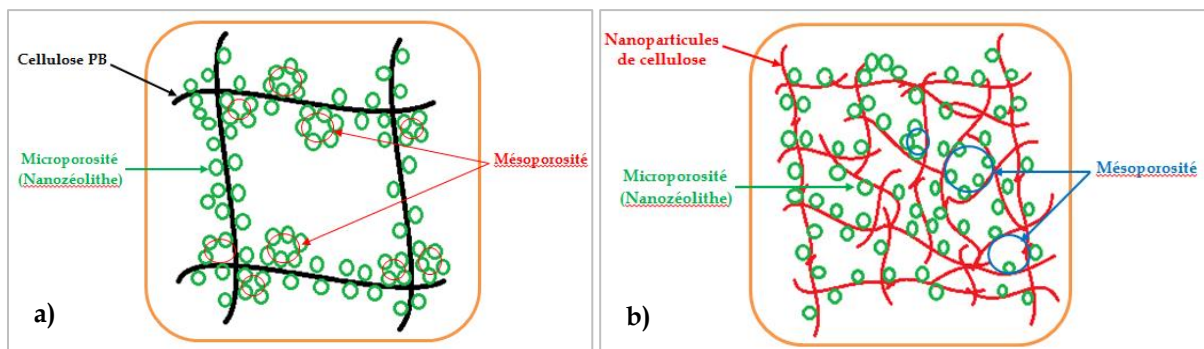 Cellulose PB
Microporosité
(Nanozéolithe)
Mésoporosité
a)
Nanoparticules
de cellulose
Microporosité
(Nanozéolithe)
Mésoporosité
b)